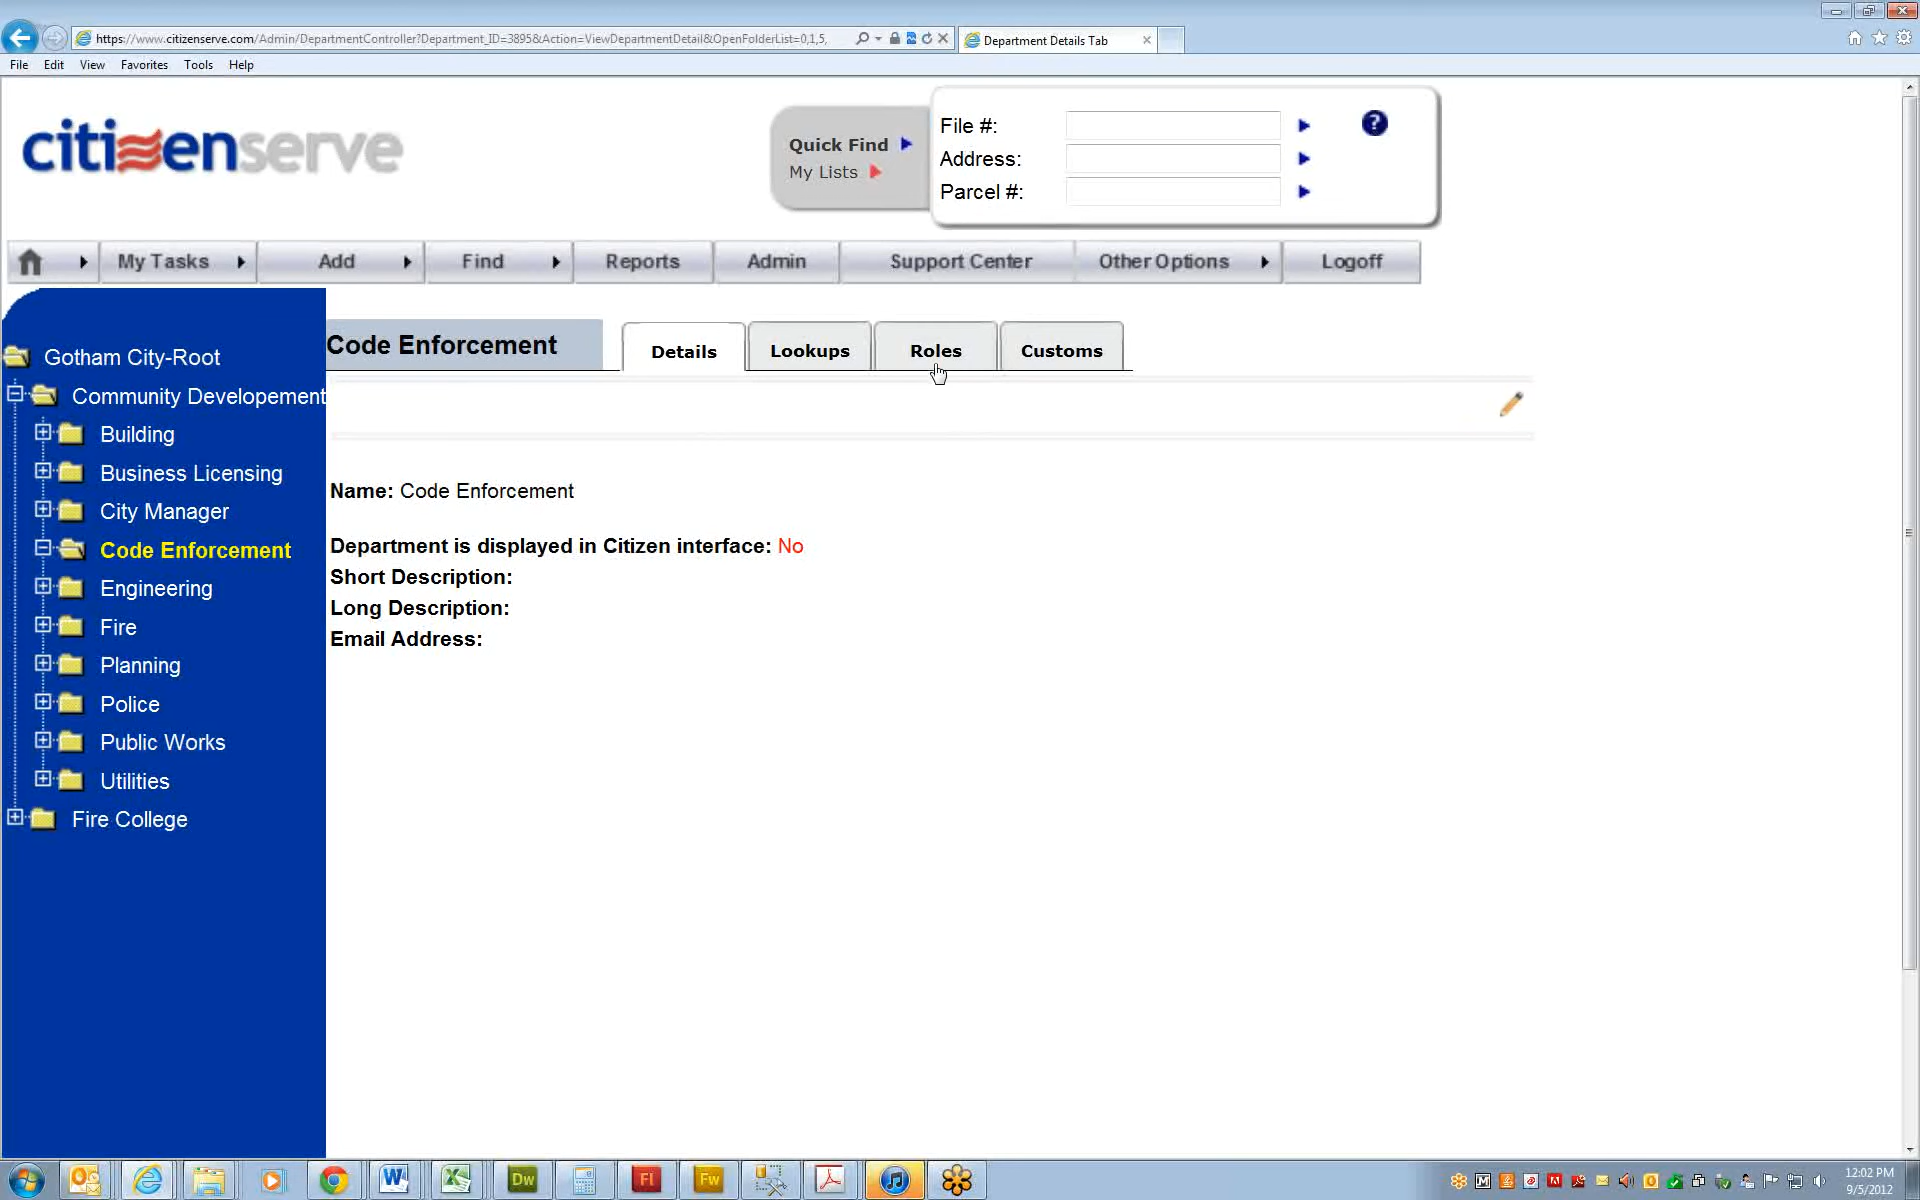 https://www.citizenserve.com/Admin/DepartmentController?Department_ID=3895&Action=ViewDepartmentDetail&OpenFolderList=0,1,5,
Department Details Tab
File Edit View Favorites Tools Help
citizenserve
Quick Find
My Lists
File #:
Address:
Parcel #:
?
My Tasks Add Find Reports Admin Support Center Other Options Logoff
Code Enforcement Details Lookups Roles Customs
Gotham City-Root
Community Developement
Building
Business Licensing
City Manager
Code Enforcement
Engineering
Fire
Planning
Police
Public Works
Utilities
Fire College
Name: Code Enforcement
Department is displayed in Citizen interface: No
Short Description:
Long Description:
Email Address:
Dw
Fl
Fw
12:02 PM
9/5/2012